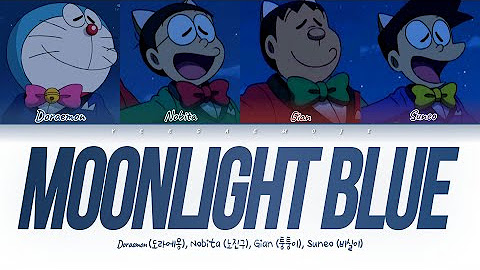 Doraemon Nobita Gian Suneo
MOONLIGHT BLUE
Doraemon (도라에몽), Nobita (노진구), Gian (퉁퉁이), Suneo (비실이)